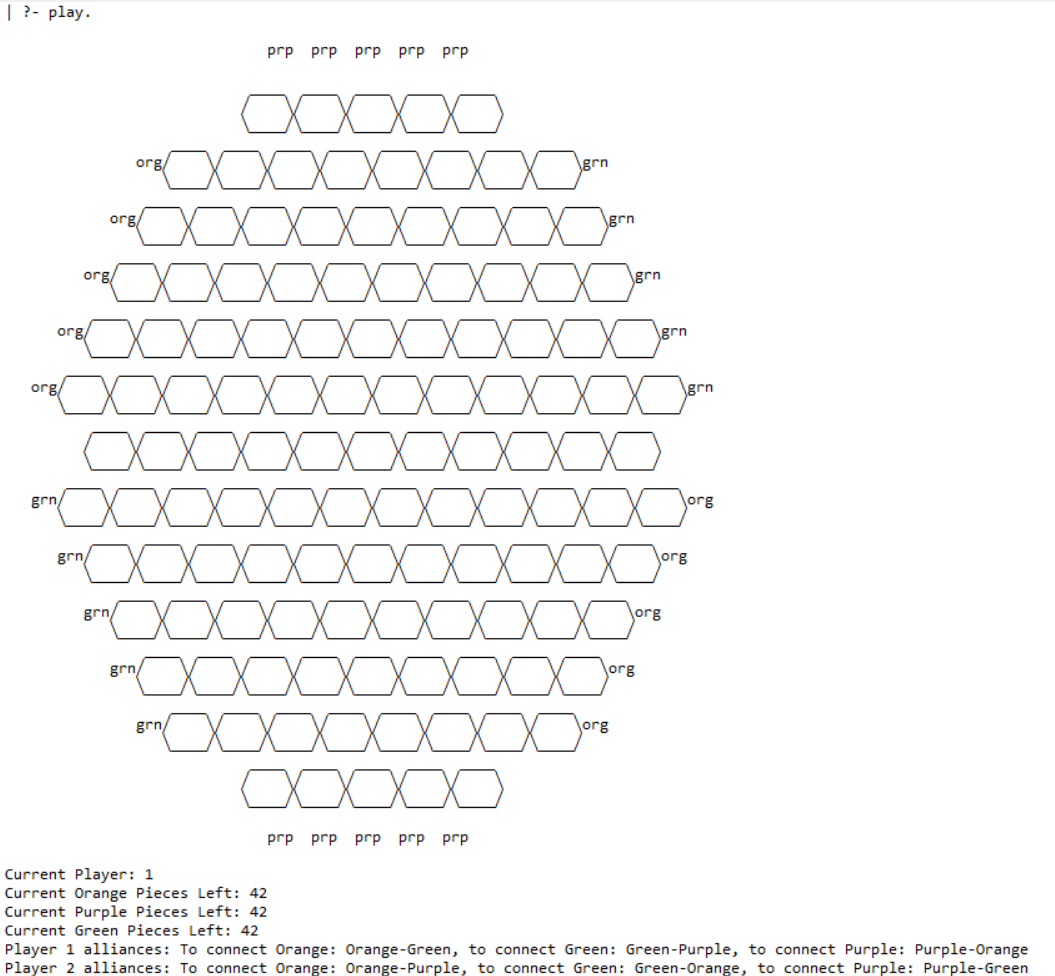 | ?- play.
prp prp prp prp prp
org grn
org grn
org grn
org grn
org grn
grn org
grn org
grn org
grn org
grn org
prp prp prp prp prp
Current Player: 1
Current Orange Pieces Left: 42
Current Purple Pieces Left: 42
Current Green Pieces Left: 42
Player 1 alliances: To connect Orange: Orange-Green, to connect Green: Green-Purple, to connect Purple: Purple-Orange
Player 2 alliances: To connect Orange: Orange-Purple, to connect Green: Green-Orange, to connect Purple: Purple-Green